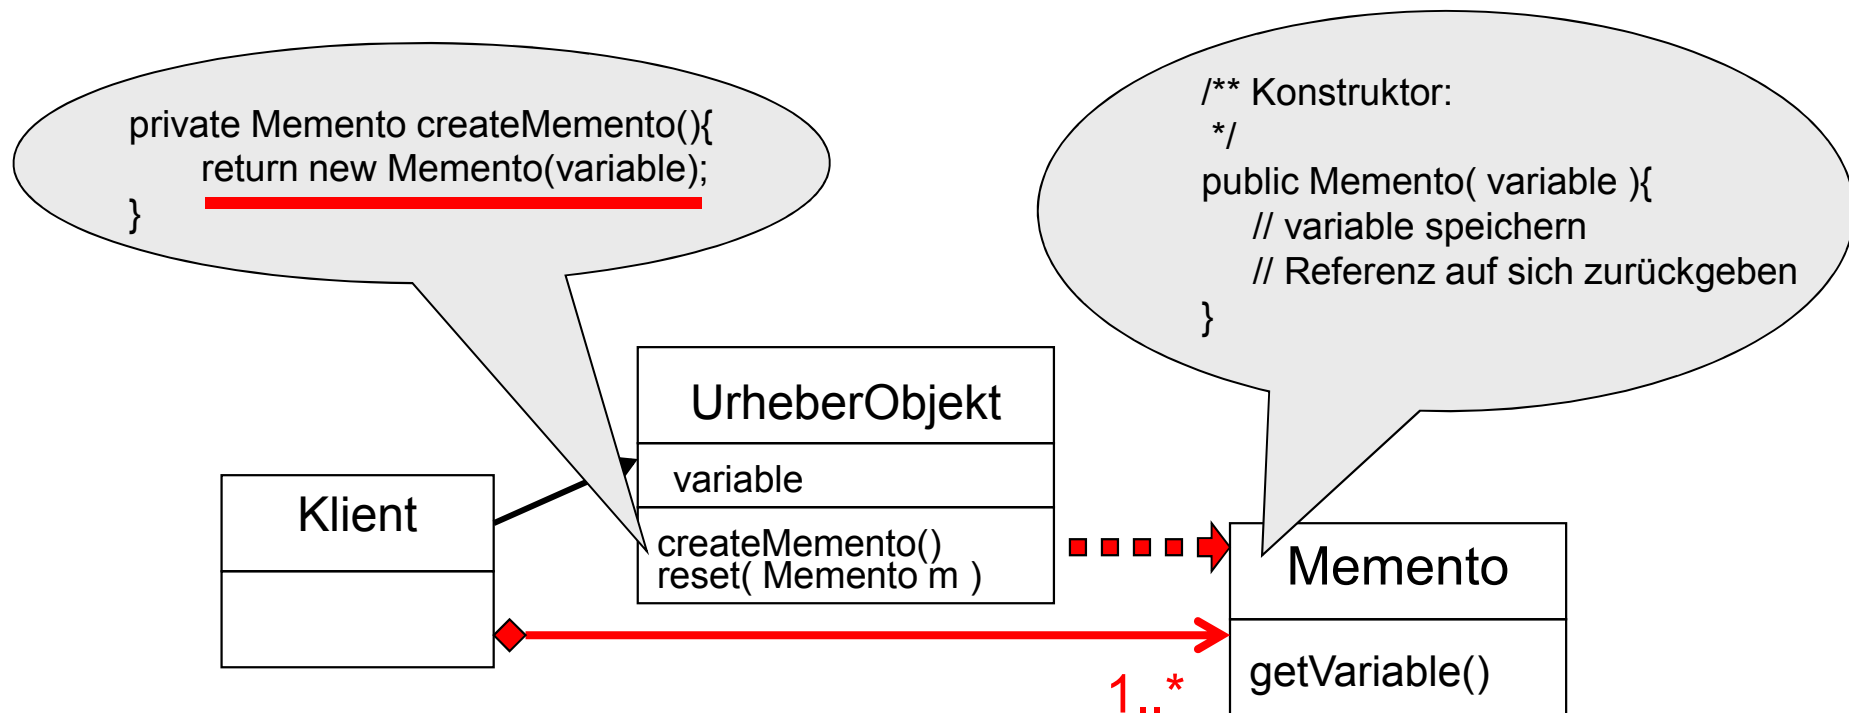 private Memento createMemento(){
return new Memento(variable);
}
/** Konstruktor:
*/
public Memento( variable ){
// variable speichern
// Referenz auf sich zurückgeben
}
UrheberObjekt
variable
createMemento()
reset( Memento m )
Klient
Memento
getVariable()
1..*